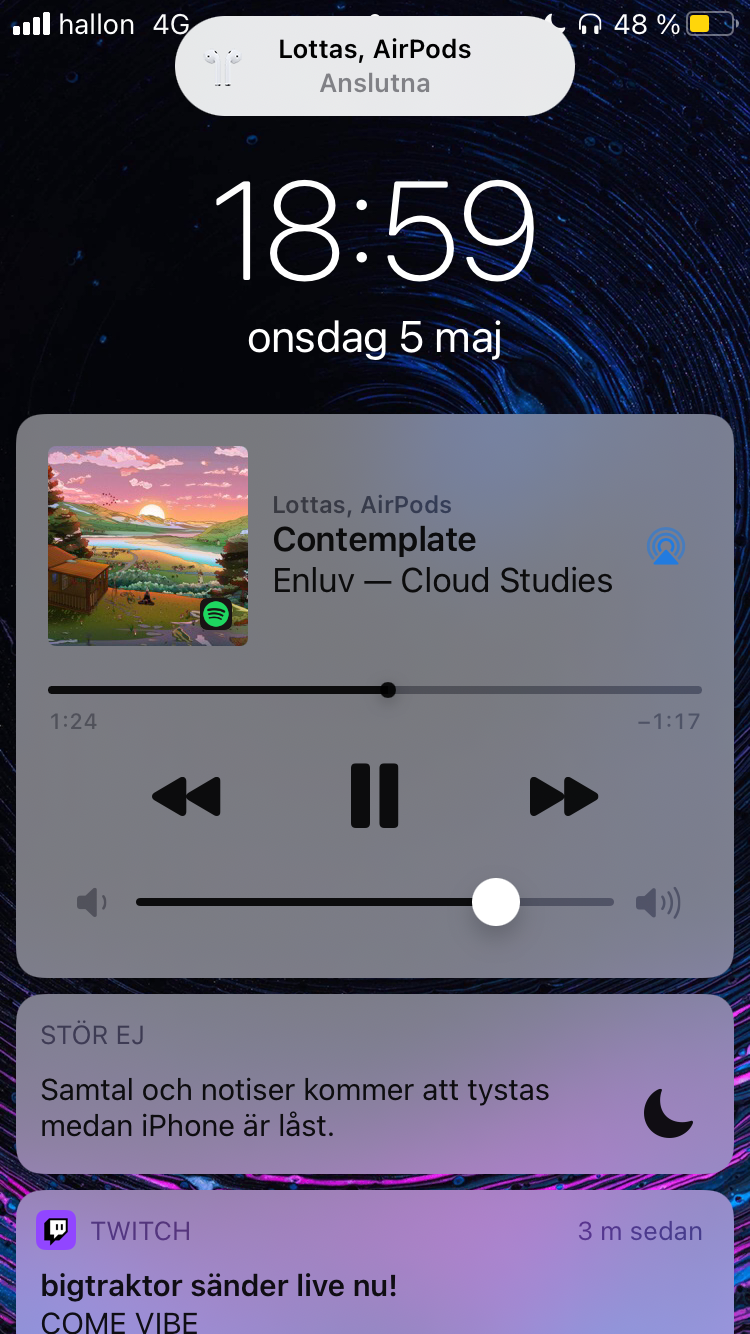 hallon 4G 48 %
Lottas, AirPods
Anslutna
18:59
onsdag 5 maj
Lottas, AirPods
Contemplate
Enluv — Cloud Studies
1:24 −1:17
STÖR EJ
Samtal och notiser kommer att tystas
medan iPhone är låst.
TWITCH 3 m sedan
bigtraktor sänder live nu!
COME VIBE